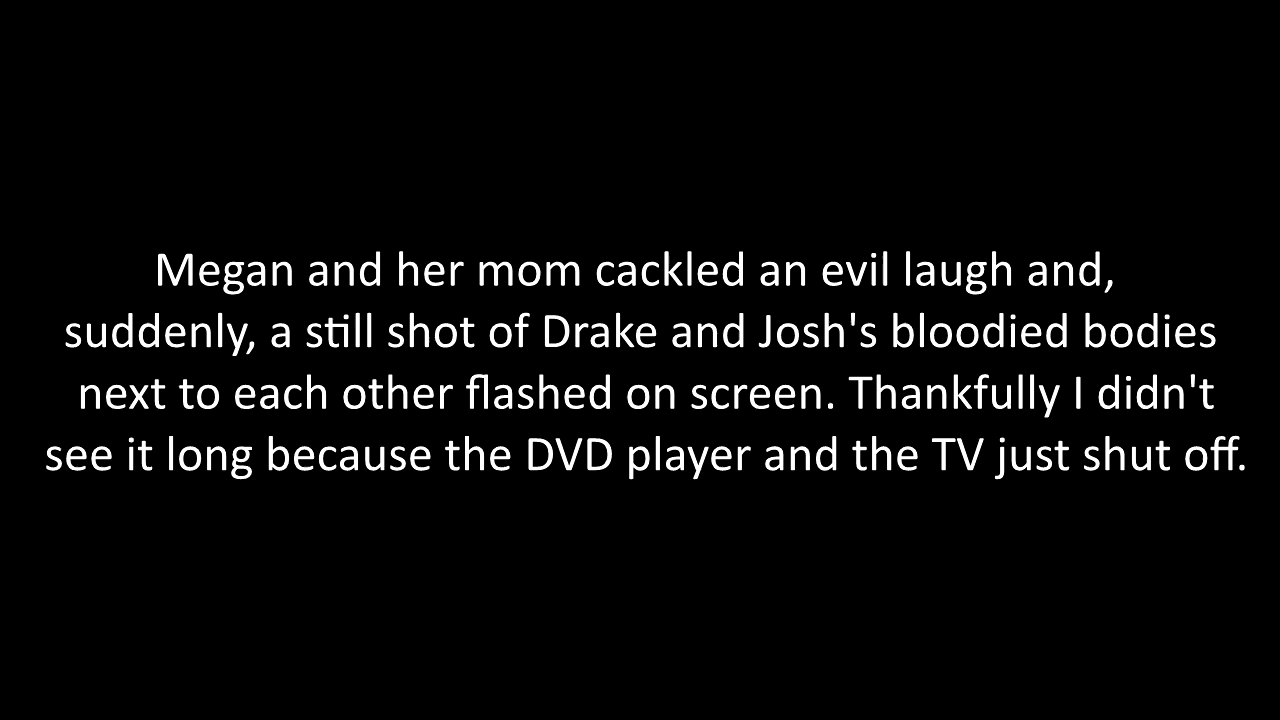 Megan and her mom cackled an evil laugh and,
suddenly, a still shot of Drake and Josh's bloodied bodies
next to each other flashed on screen. Thankfully I didn't
see it long because the DVD player and the TV just shut off.